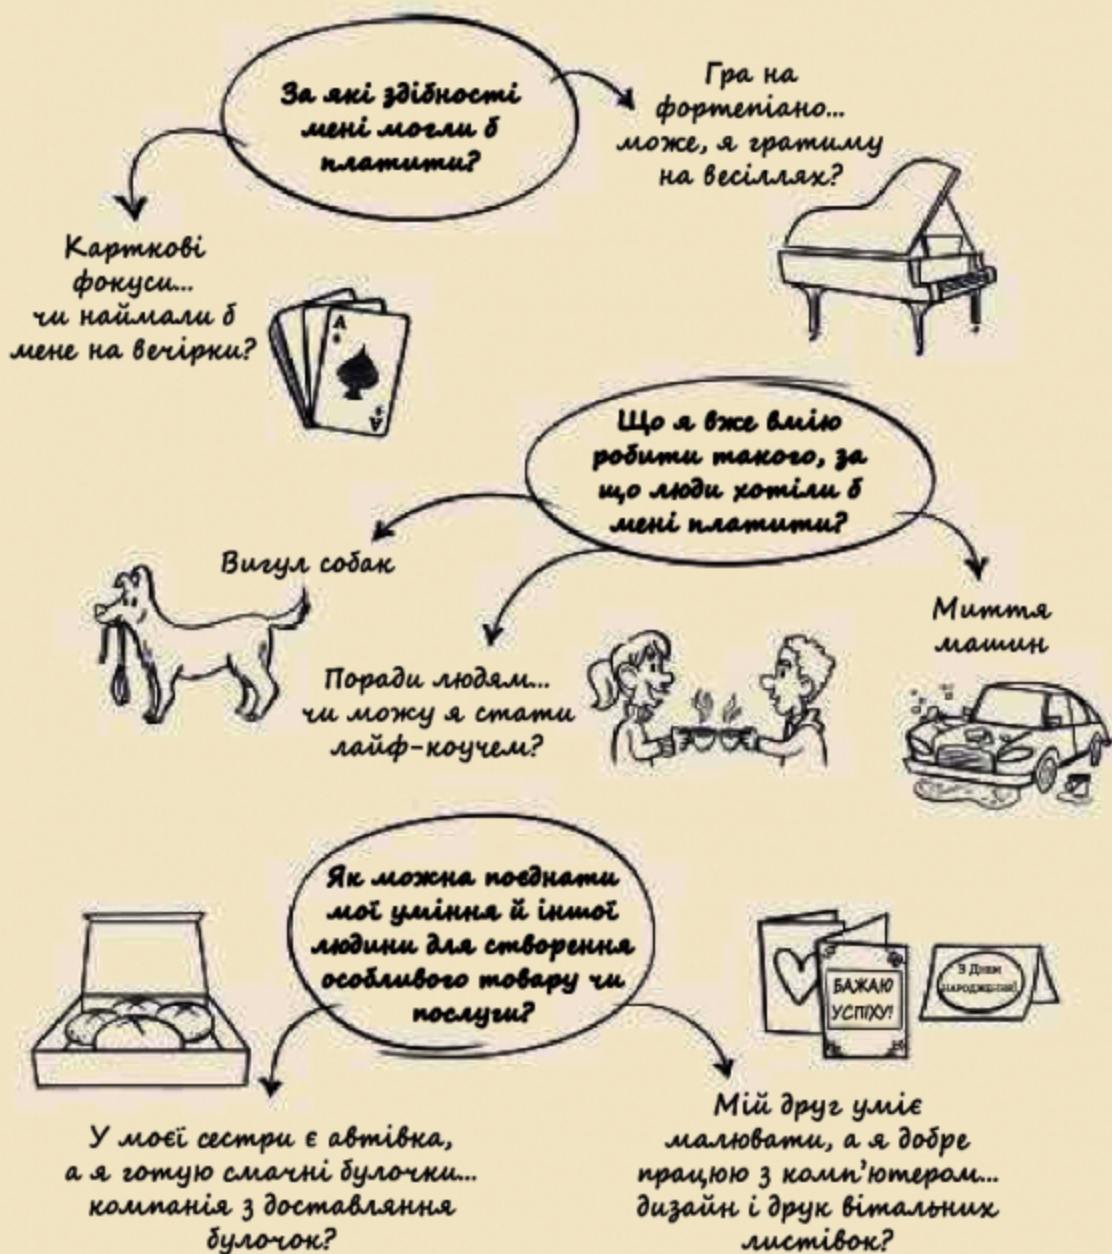 За які здібності
мені могли б
платити?
Гра на
фортепіано...
може, я гратиму
на весіллях?
Карткові
фокуси...
чи наймали б
мене на вечірки?
A
A
Що я вже вмію
робити такого, за
що люди хотіли б
мені платити?
Вигул собак
Поради людям...
чи можу я стати
лайф-коучем?
Миття
машин
Як можна поєднати
мої уміння й іншої
людини для створення
особливого товару чи
послуги?
БАЖАЮ
УСПІХУ!
З Днем
народження!
У моєї сестри є автівка,
а я готую смачні булочки...
компанія з доставляння
булочок?
Мій друг уміє
малювати, а я добре
працюю з комп'ютером...
дизайн і друк вітальних
листівок?